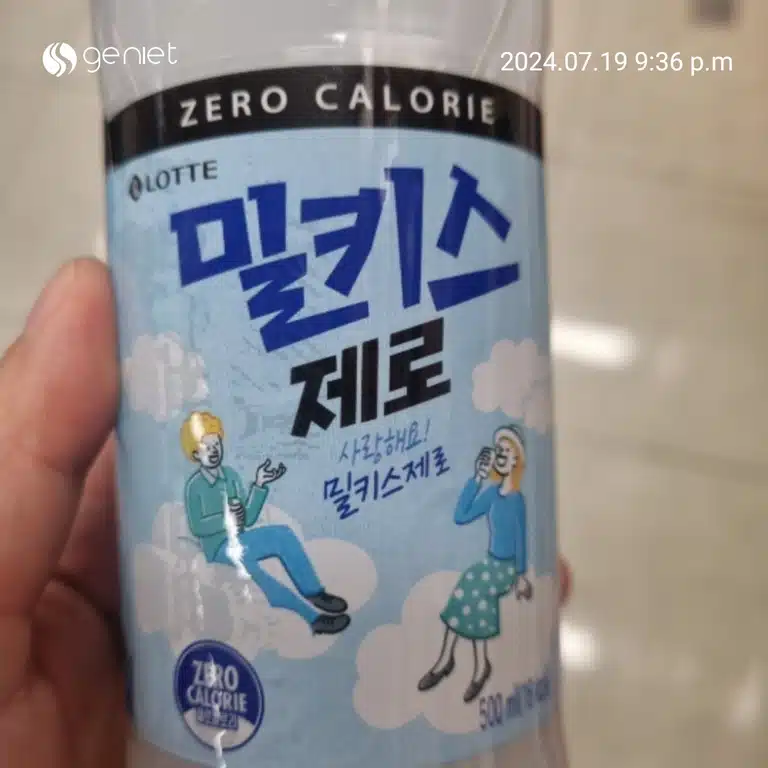 geniet
2024.07.19 9:36 p.m
ZERO CALORIE
LOTTE
밀키스
제로
사랑해요!
밀키스제로
ZERO
CALORIE
500 ml